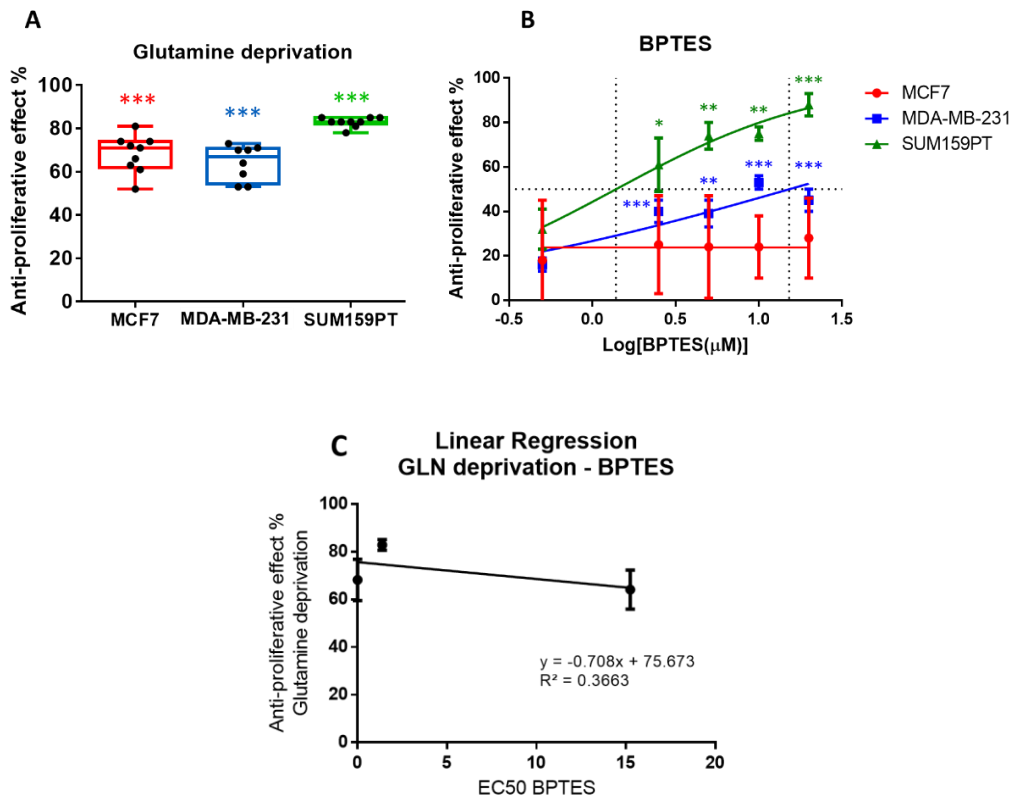 A
Glutamine deprivation
Anti-proliferative effect %
100
80
60
40
20
0
***
***
***
MCF7
MDA-MB-231
SUM159PT
B
BPTES
Anti-proliferative effect %
100
80
60
40
20
0
*
**
**
***
***
**
***
***
-0.5
0.0
0.5
1.0
1.5
Log[BPTES(μM)]
MCF7
MDA-MB-231
SUM159PT
C
Linear Regression
GLN deprivation - BPTES
Anti-proliferative effect %
Glutamine deprivation
100
80
60
40
20
0
y = -0.708x + 75.673
R² = 0.3663
0
5
10
15
20
EC50 BPTES